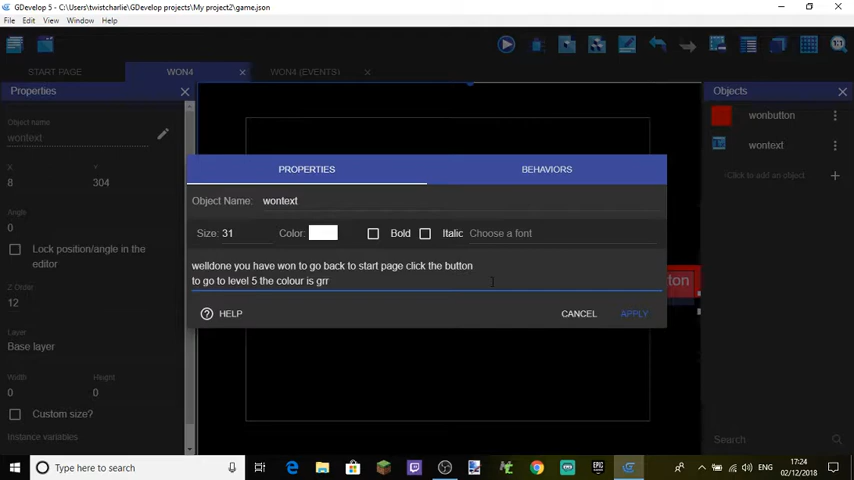 GDevelop 5 - C:\Users\twistcharlie\GDevelop projects\My project2\game.json
File Edit View Window Help
START PAGE
WON4
WON4 (EVENTS)
Properties
Objects
Object name
wontext
X
Y
8
304
Angle
0
Lock position/angle in the
editor
Z Order
12
Layer
Base layer
Width
Height
0
0
Custom size?
Instance variables
PROPERTIES
BEHAVIORS
Object Name: wontext
Size: 31 Color: Bold Italic Choose a font
welldone you have won to go back to start page click the button
to go to level 5 the colour is grr
HELP
CANCEL
APPLY
wonbutton
wontext
Click to add an object
Search
Type here to search
EPIC
ENG
17:24
02/12/2018